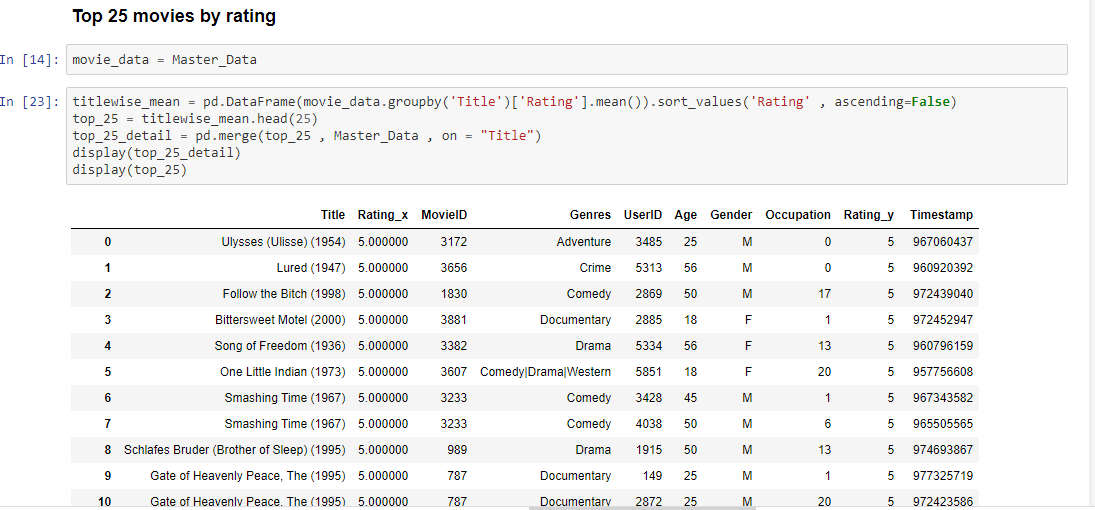 Top 25 movies by rating
In [14]: movie_data = Master_Data
In [23]: titlewise_mean = pd.DataFrame(movie_data.groupby('Title')['Rating'].mean()).sort_values('Rating' , ascending=False)
top_25 = titlewise_mean.head(25)
top_25_detail = pd.merge(top_25 , Master_Data , on = "Title")
display(top_25_detail)
display(top_25)
Title Rating_x MovieID Genres UserID Age Gender Occupation Rating_y Timestamp
0 Ulysses (Ulisse) (1954) 5.000000 3172 Adventure 3485 25 M 0 5 967060437
1 Lured (1947) 5.000000 3656 Crime 5313 56 M 0 5 960920392
2 Follow the Bitch (1998) 5.000000 1830 Comedy 2869 50 M 17 5 972439040
3 Bittersweet Motel (2000) 5.000000 3881 Documentary 2885 18 F 1 5 972452947
4 Song of Freedom (1936) 5.000000 3382 Drama 5334 56 F 13 5 960796159
5 One Little Indian (1973) 5.000000 3607 Comedy|Drama|Western 5851 18 F 20 5 957756608
6 Smashing Time (1967) 5.000000 3233 Comedy 3428 45 M 1 5 967343582
7 Smashing Time (1967) 5.000000 3233 Comedy 4038 50 M 6 5 965505565
8 Schlafes Bruder (Brother of Sleep) (1995) 5.000000 989 Drama 1915 50 M 13 5 974693867
9 Gate of Heavenly Peace, The (1995) 5.000000 787 Documentary 149 25 M 1 5 977325719
10 Gate of Heavenly Peace, The (1995) 5.000000 787 Documentary 2872 25 M 20 5 972423586